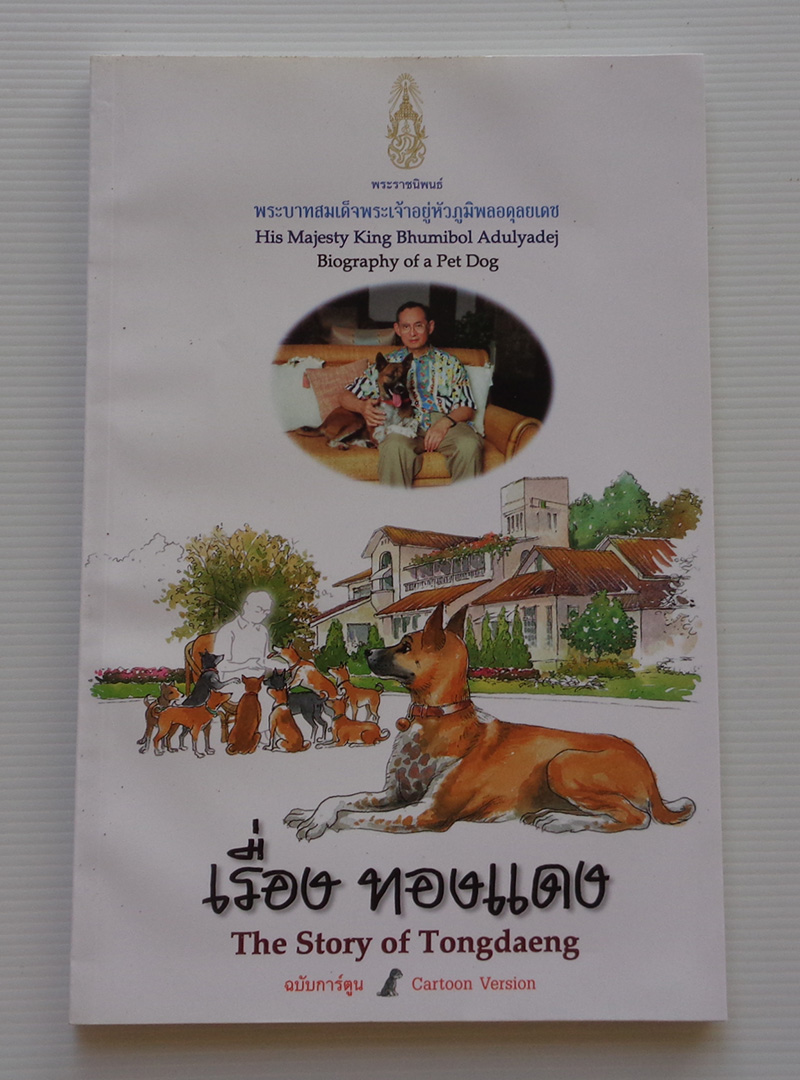 พระราชนิพนธ์
พระบาทสมเด็จพระเจ้าอยู่หัวภูมิพลอดุลยเดช
His Majesty King Bhumibol Adulyadej
Biography of a Pet Dog
เรื่อง ทองแดง
The Story of Tongdaeng
ฉบับการ์ตูน Cartoon Version